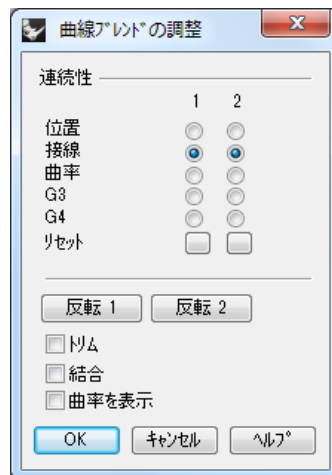 曲線ﾌﾞﾚﾝﾄﾞの調整
x
連続性
1 2
位置
接線
曲率
G3
G4
ﾘｾｯﾄ
反転 1 反転 2
ﾄﾘﾑ
結合
曲率を表示
OK ｷｬﾝｾﾙ ﾍﾙﾌﾟ